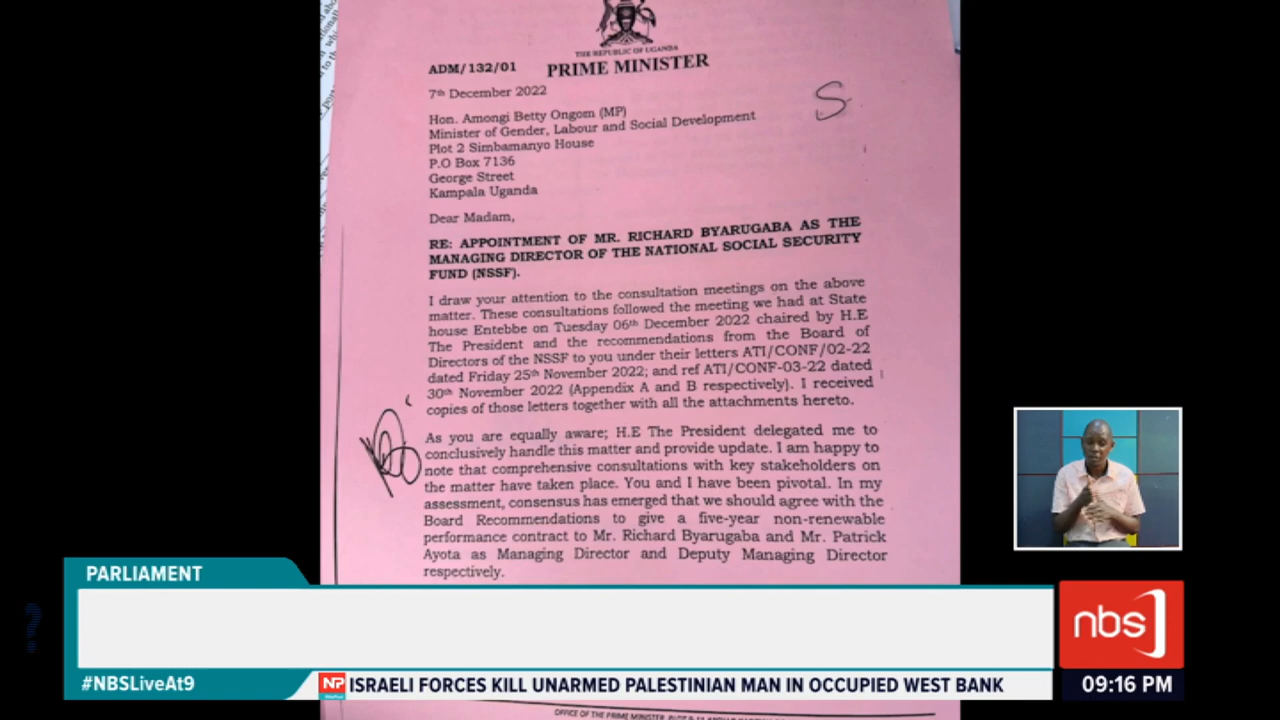 THE REPUBLIC OF UGANDA
PRIME MINISTER
ADM/132/01
7th December 2022
S
Hon. Amongi Betty Ongom (MP)
Minister of Gender, Labour and Social Development
Plot 2 Simbamanyo House
P.O Box 7136
George Street
Kampala Uganda
Dear Madam,
RE: APPOINTMENT OF MR. RICHARD BYARUGABA AS THE
MANAGING DIRECTOR OF THE NATIONAL SOCIAL SECURITY
FUND (NSSF).
I draw your attention to the consultation meetings on the above
matter. These consultations followed the meeting we had at State
house Entebbe on Tuesday 06th December 2022 chaired by H.E
The President and the recommendations from the Board of
Directors of the NSSF to you under their letters ATI/CONF/02-22
dated Friday 25th November 2022; and ref ATI/CONF-03-22 dated
30th November 2022 (Appendix A and B respectively). I received
copies of those letters together with all the attachments hereto.
As you are equally aware; H.E The President delegated me to
conclusively handle this matter and provide update. I am happy to
note that comprehensive consultations with key stakeholders on
the matter have taken place. You and I have been pivotal. In my
assessment, consensus has emerged that we should agree with the
Board Recommendations to give a five-year non-renewable
performance contract to Mr. Richard Byarugaba and Mr. Patrick
Ayota as Managing Director and Deputy Managing Director
respectively.
PARLIAMENT
nbs
#NBSLiveAt9
NP
ISRAELI FORCES KILL UNARMED PALESTINIAN MAN IN OCCUPIED WEST BANK
09:16 PM
OFFICE OF THE PRIME MINISTER